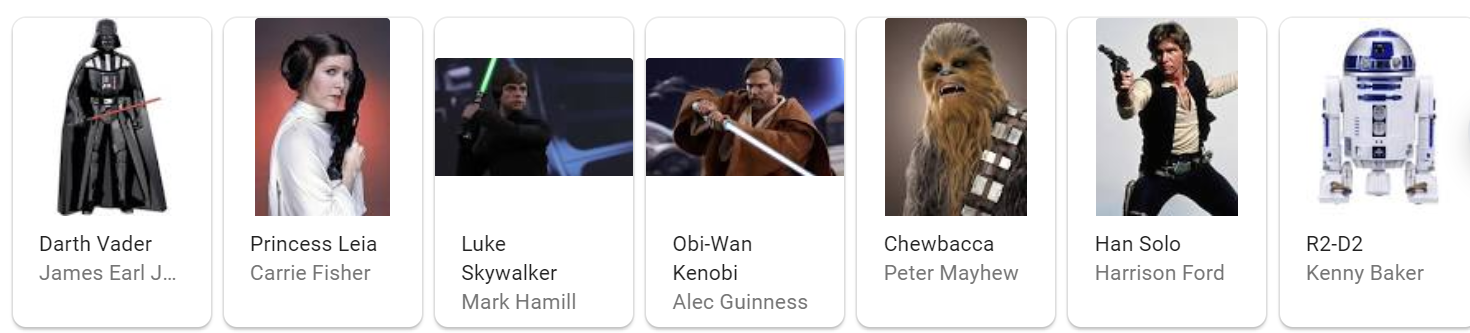 Darth Vader
James Earl J...
Princess Leia
Carrie Fisher
Luke
Skywalker
Mark Hamill
Obi-Wan
Kenobi
Alec Guinness
Chewbacca
Peter Mayhew
Han Solo
Harrison Ford
R2-D2
Kenny Baker